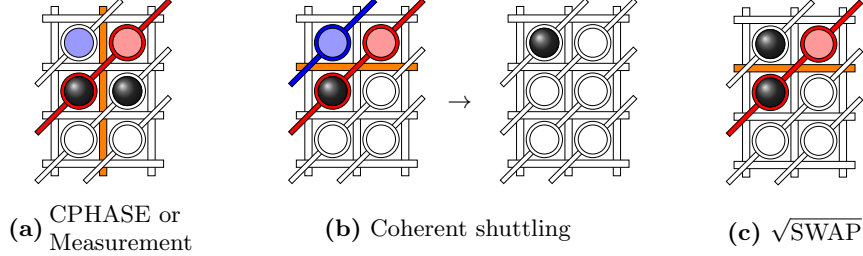 →
(a) CPHASE or
Measurement
(b) Coherent shuttling
(c) √SWAP